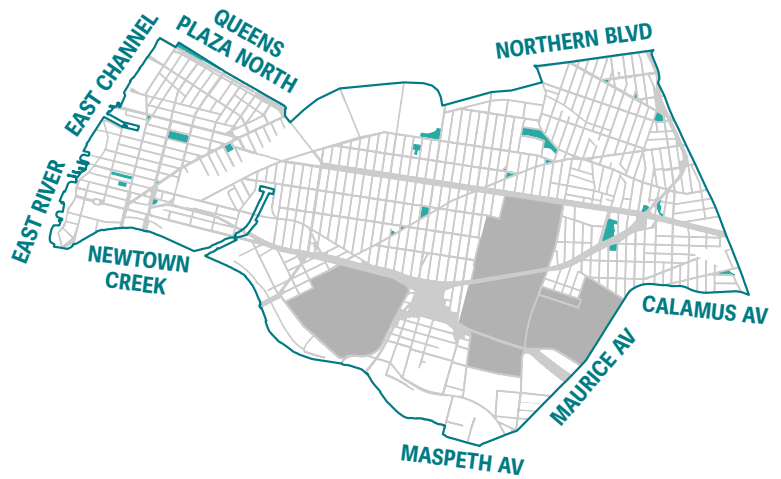 QUEENS
PLAZA NORTH
NORTHERN BLVD
EAST CHANNEL
EAST RIVER
NEWTOWN
CREEK
CALAMUS AV
MAURICE AV
MASPETH AV